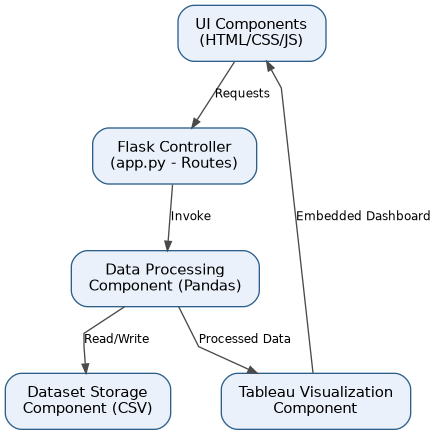 UI Components
(HTML/CSS/JS)
Requests
Flask Controller
(app.py - Routes)
Invoke
Embedded Dashboard
Data Processing
Component (Pandas)
Read/Write
Processed Data
Dataset Storage
Component (CSV)
Tableau Visualization
Component